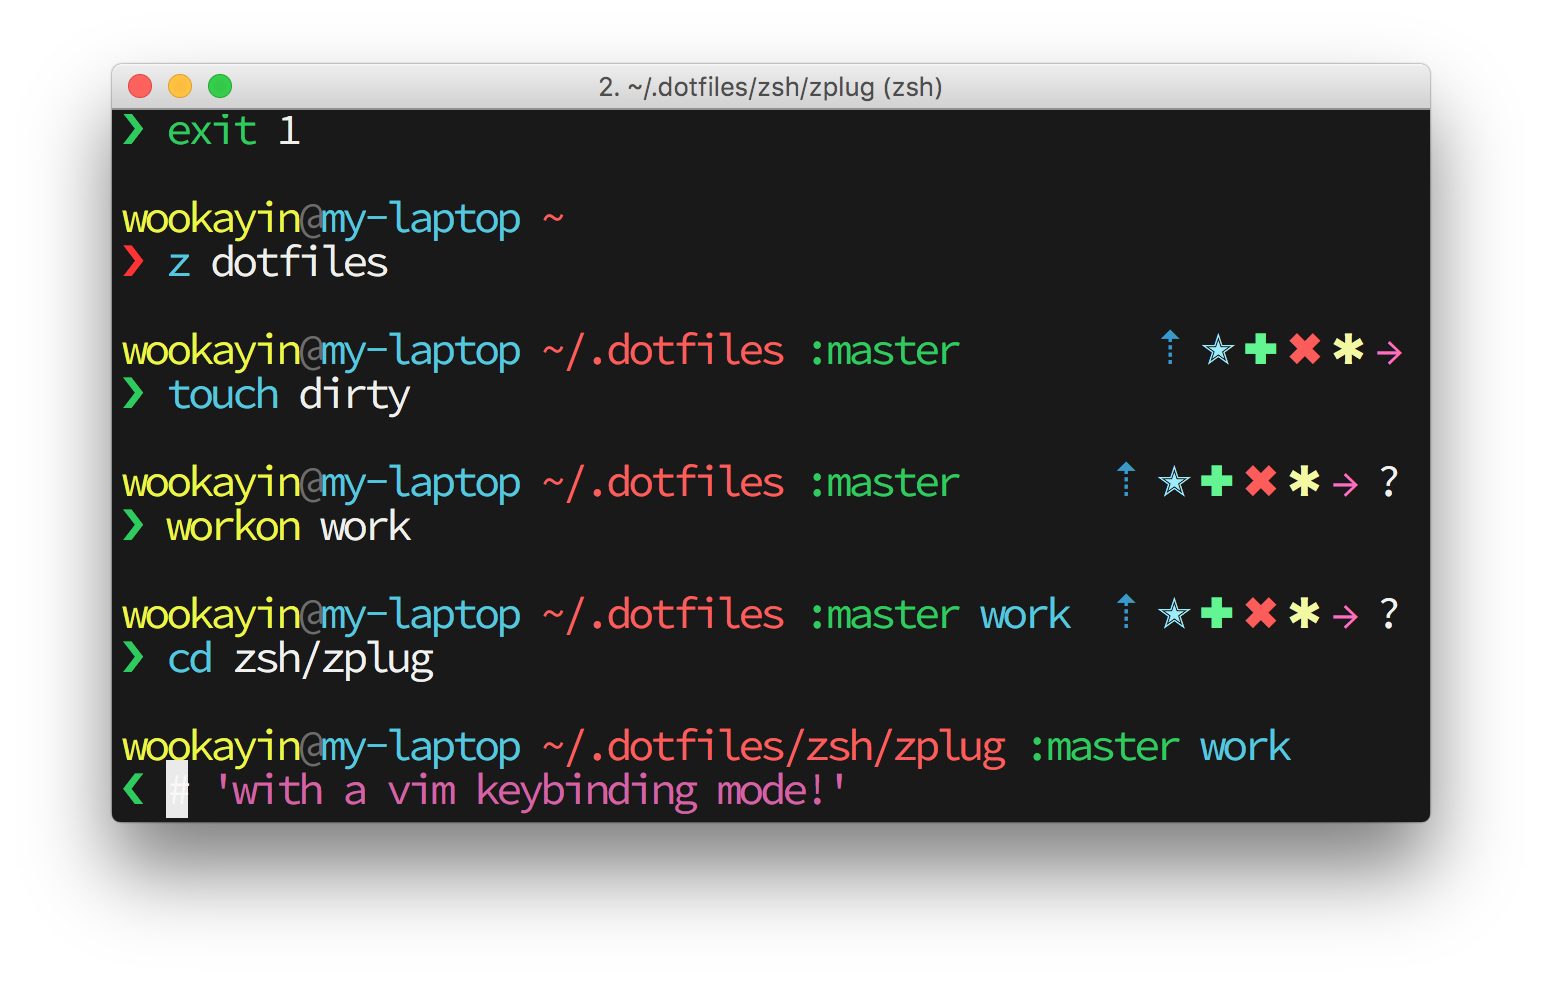 2. ~/.dotfiles/zsh/zplug (zsh)
❯ exit 1
wookayin@my-laptop ~
❯ z dotfiles
wookayin@my-laptop ~/.dotfiles :master ⇡ ✭ ✚ ✖ ✱ →
❯ touch dirty
wookayin@my-laptop ~/.dotfiles :master ⇡ ✭ ✚ ✖ ✱ → ?
❯ workon work
wookayin@my-laptop ~/.dotfiles :master work ⇡ ✭ ✚ ✖ ✱ → ?
❯ cd zsh/zplug
wookayin@my-laptop ~/.dotfiles/zsh/zplug :master work
❮ # 'with a vim keybinding mode!'